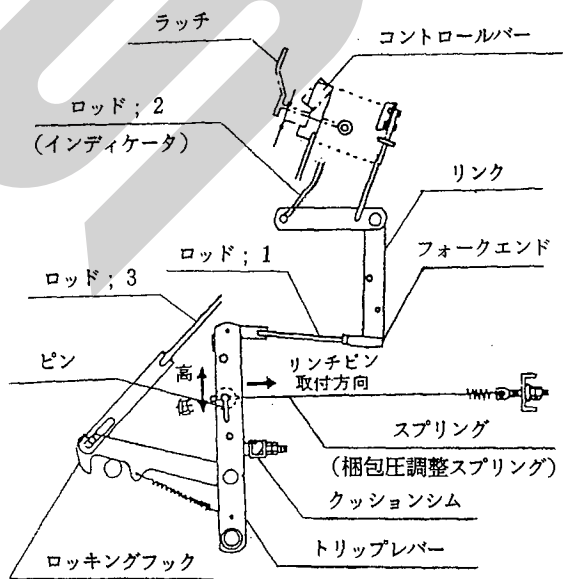 ラッチ
コントロールバー
ロッド; 2
(インディケータ)
リンク
フォークエンド
ロッド; 1
ロッド; 3
ピン
高
低
リンチピン
取付方向
スプリング
(梱包圧調整スプリング)
クッションシム
トリップレバー
ロッキングフック